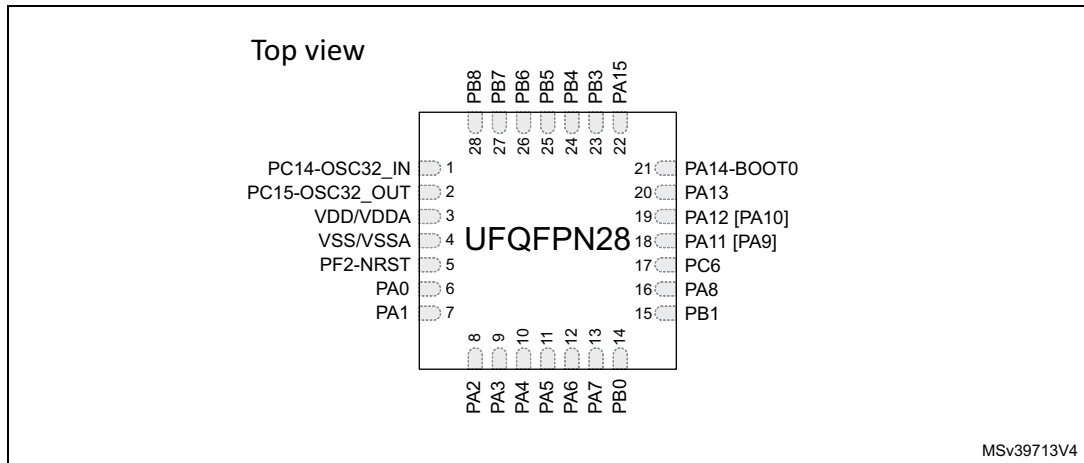 Top view
PB8
PB7
PB6
PB5
PB4
PB3
PA15
28
27
26
25
24
23
22
PC14-OSC32_IN 1
PC15-OSC32_OUT 2
VDD/VDDA 3
VSS/VSSA 4
PF2-NRST 5
PA0 6
PA1 7
UFQFPN28
21 PA14-BOOT0
20 PA13
19 PA12 [PA10]
18 PA11 [PA9]
17 PC6
16 PA8
15 PB1
8
9
10
11
12
13
14
PA2
PA3
PA4
PA5
PA6
PA7
PB0
MSv39713V4